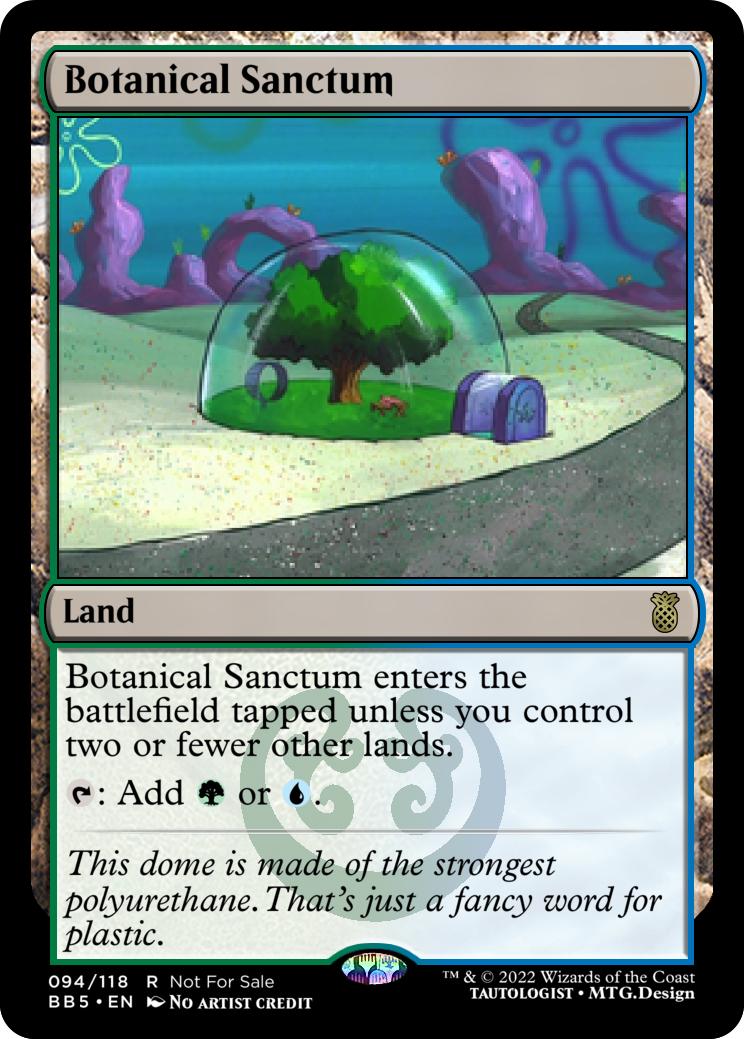 Botanical Sanctum
Land
Botanical Sanctum enters the
battlefield tapped unless you control
two or fewer other lands.
: Add or .
This dome is made of the strongest
polyurethane. That's just a fancy word for
plastic.
094/118 R Not For Sale
BB5 • EN No artist credit
™ & © 2022 Wizards of the Coast
TAUTOLOGIST • MTG.Design